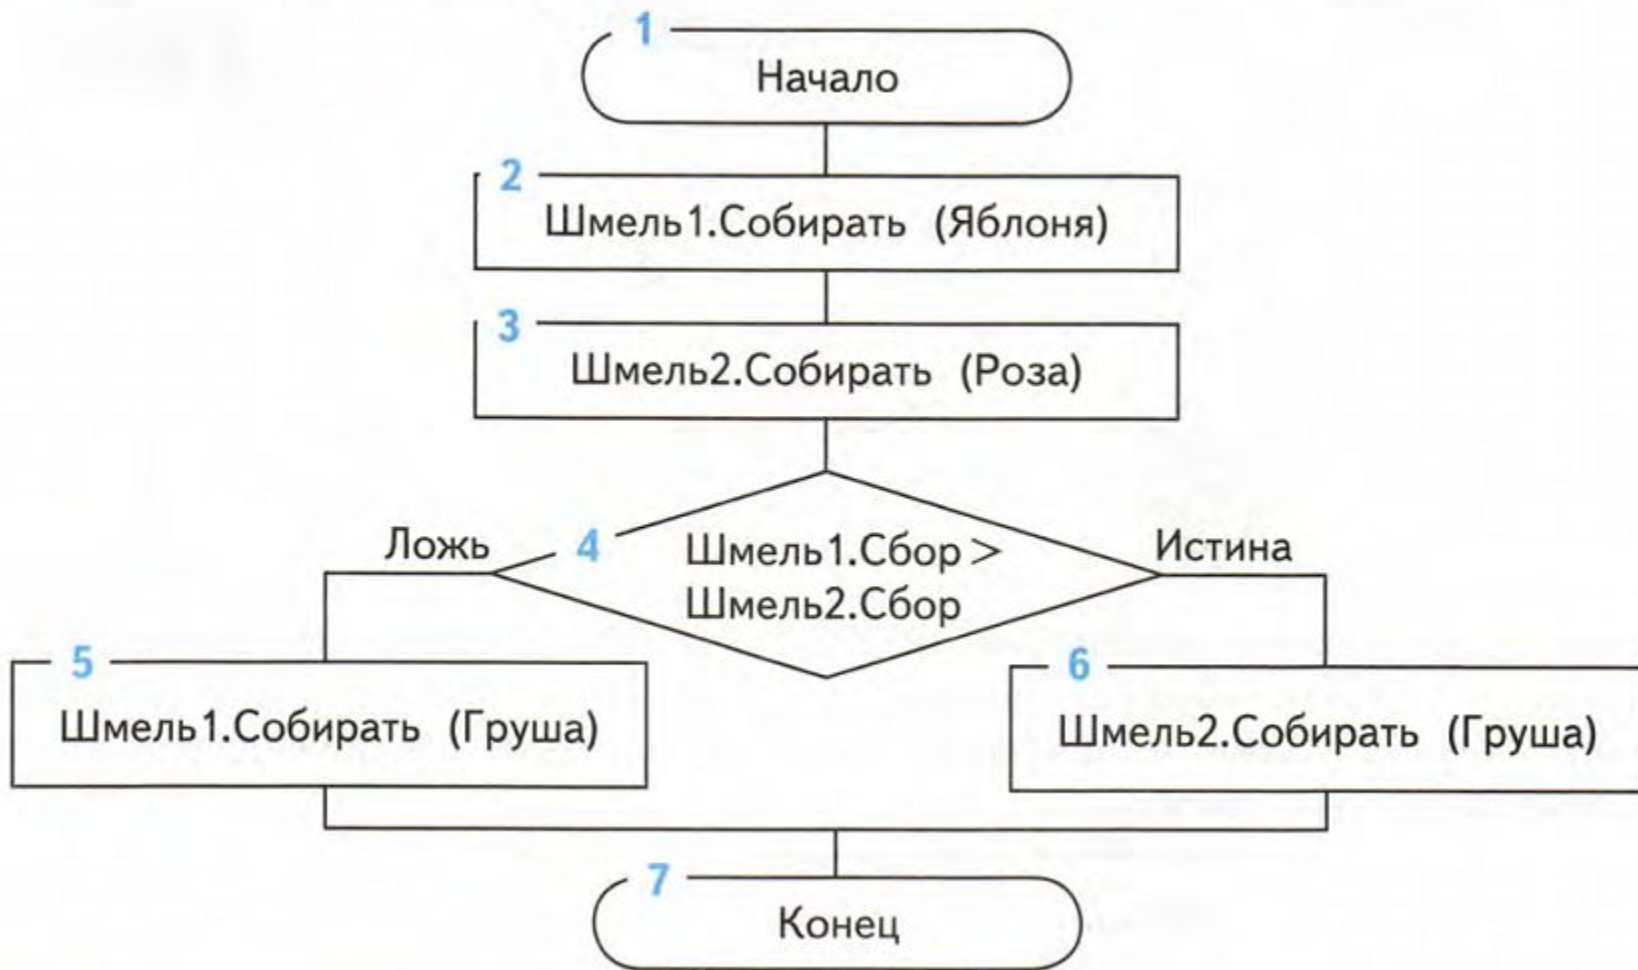 1
Начало
2
Шмель1.Собирать (Яблоня)
3
Шмель2.Собирать (Роза)
Ложь
4
Шмель1.Сбор >
Шмель2.Сбор
Истина
5
Шмель1.Собирать (Груша)
6
Шмель2.Собирать (Груша)
7
Конец